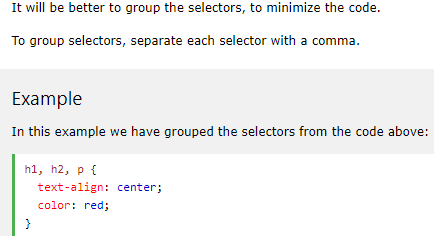 It will be better to group the selectors, to minimize the code.
To group selectors, separate each selector with a comma.
Example
In this example we have grouped the selectors from the code above:
h1, h2, p {
  text-align: center;
  color: red;
}